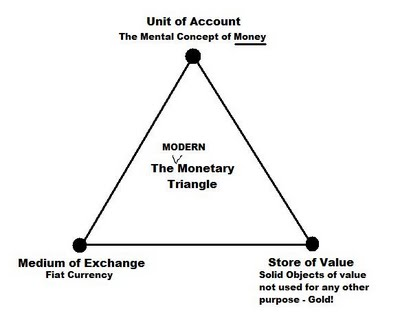 Unit of Account
The Mental Concept of Money
MODERN
The Monetary
Triangle
Medium of Exchange
Fiat Currency
Store of Value
Solid Objects of value
not used for any other
purpose - Gold!